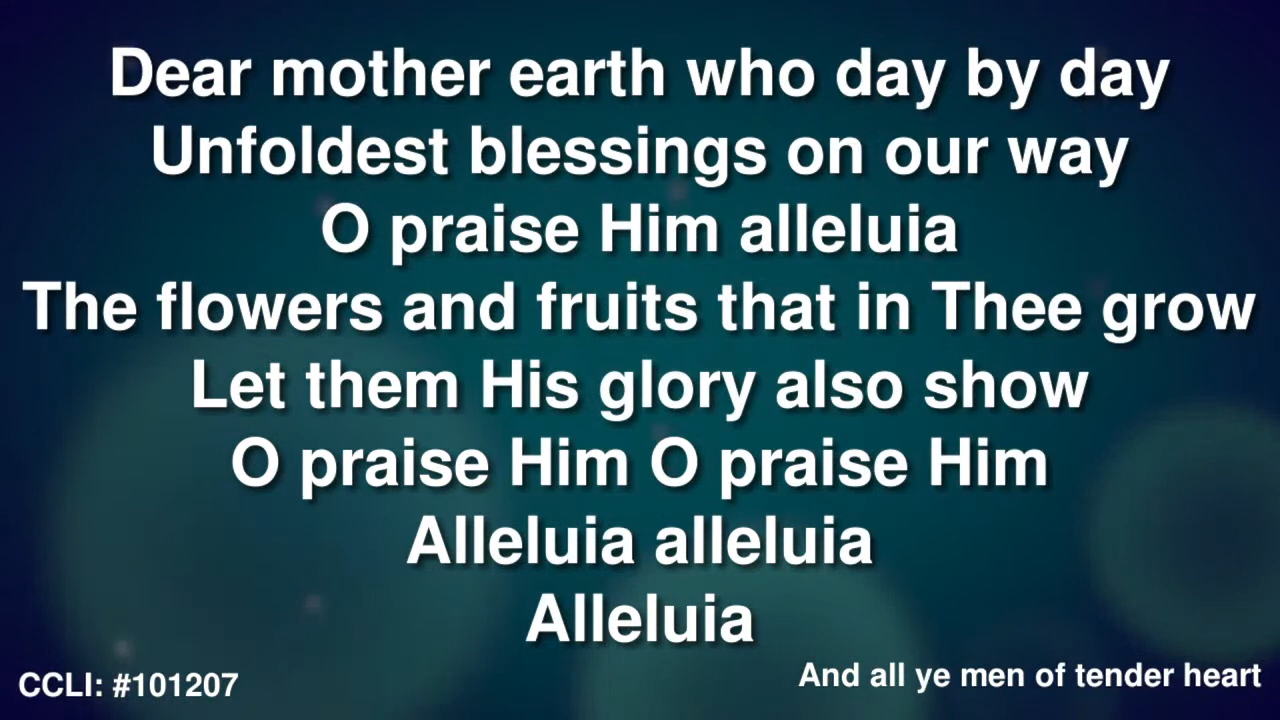 Dear mother earth who day by day
Unfoldest blessings on our way
O praise Him alleluia
The flowers and fruits that in Thee grow
Let them His glory also show
O praise Him O praise Him
Alleluia alleluia
Alleluia
CCLI: #101207
And all ye men of tender heart